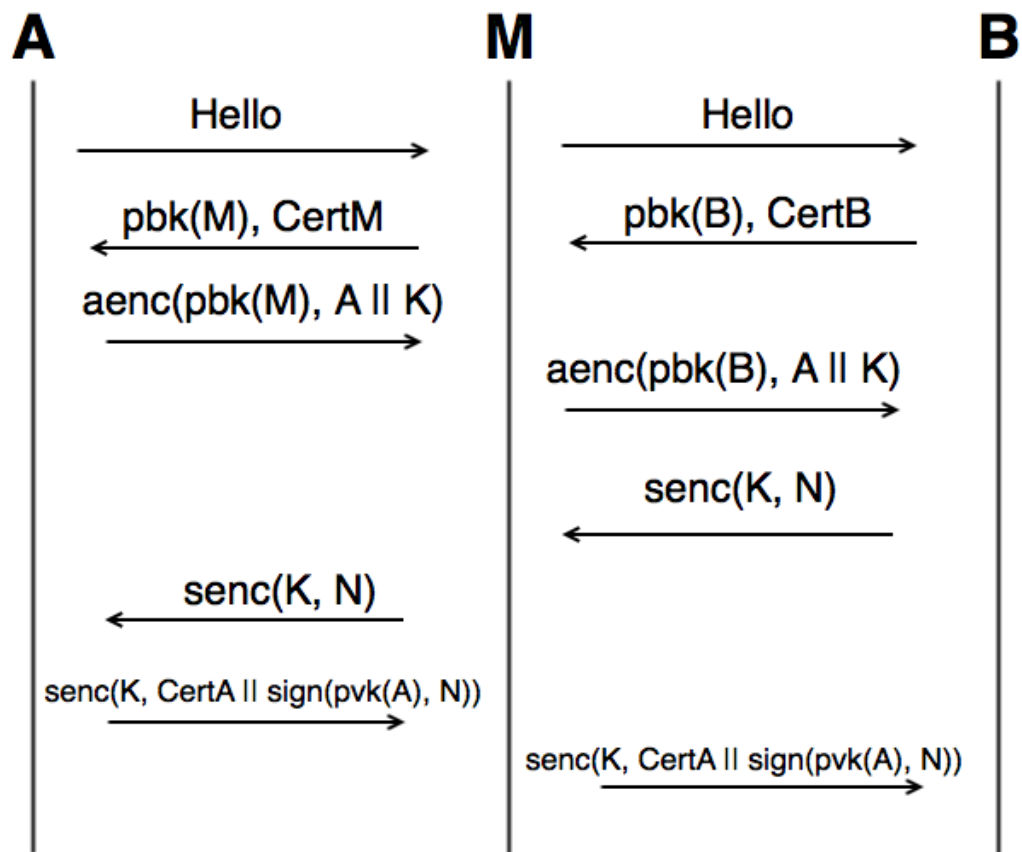 A M B
Hello
Hello
pbk(M), CertM
pbk(B), CertB
aenc(pbk(M), A || K)
aenc(pbk(B), A || K)
senc(K, N)
senc(K, N)
senc(K, CertA || sign(pvk(A), N))
senc(K, CertA || sign(pvk(A), N))